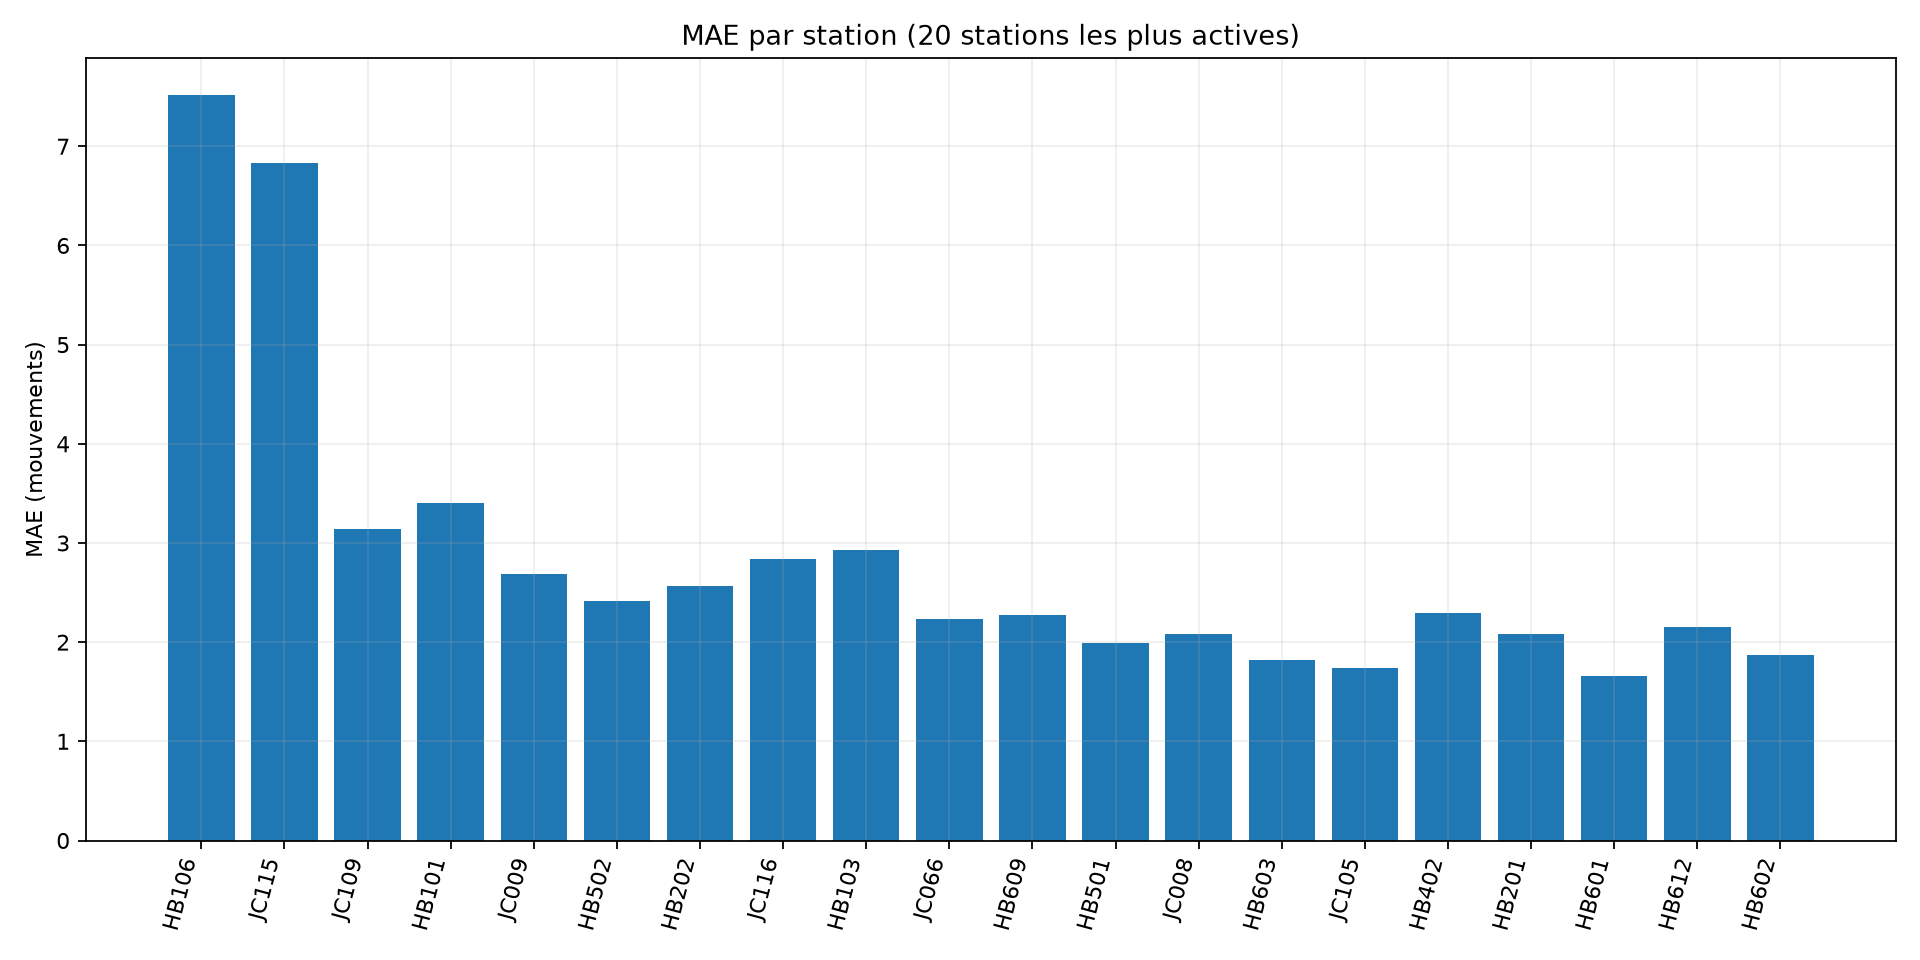 MAE par station (20 stations les plus actives)
MAE (mouvements)
7
6
5
4
3
2
1
0
HB106
JC115
JC109
HB101
JC009
HB502
HB202
JC116
HB103
JC066
HB609
HB501
JC008
HB603
JC105
HB402
HB201
HB601
HB612
HB602